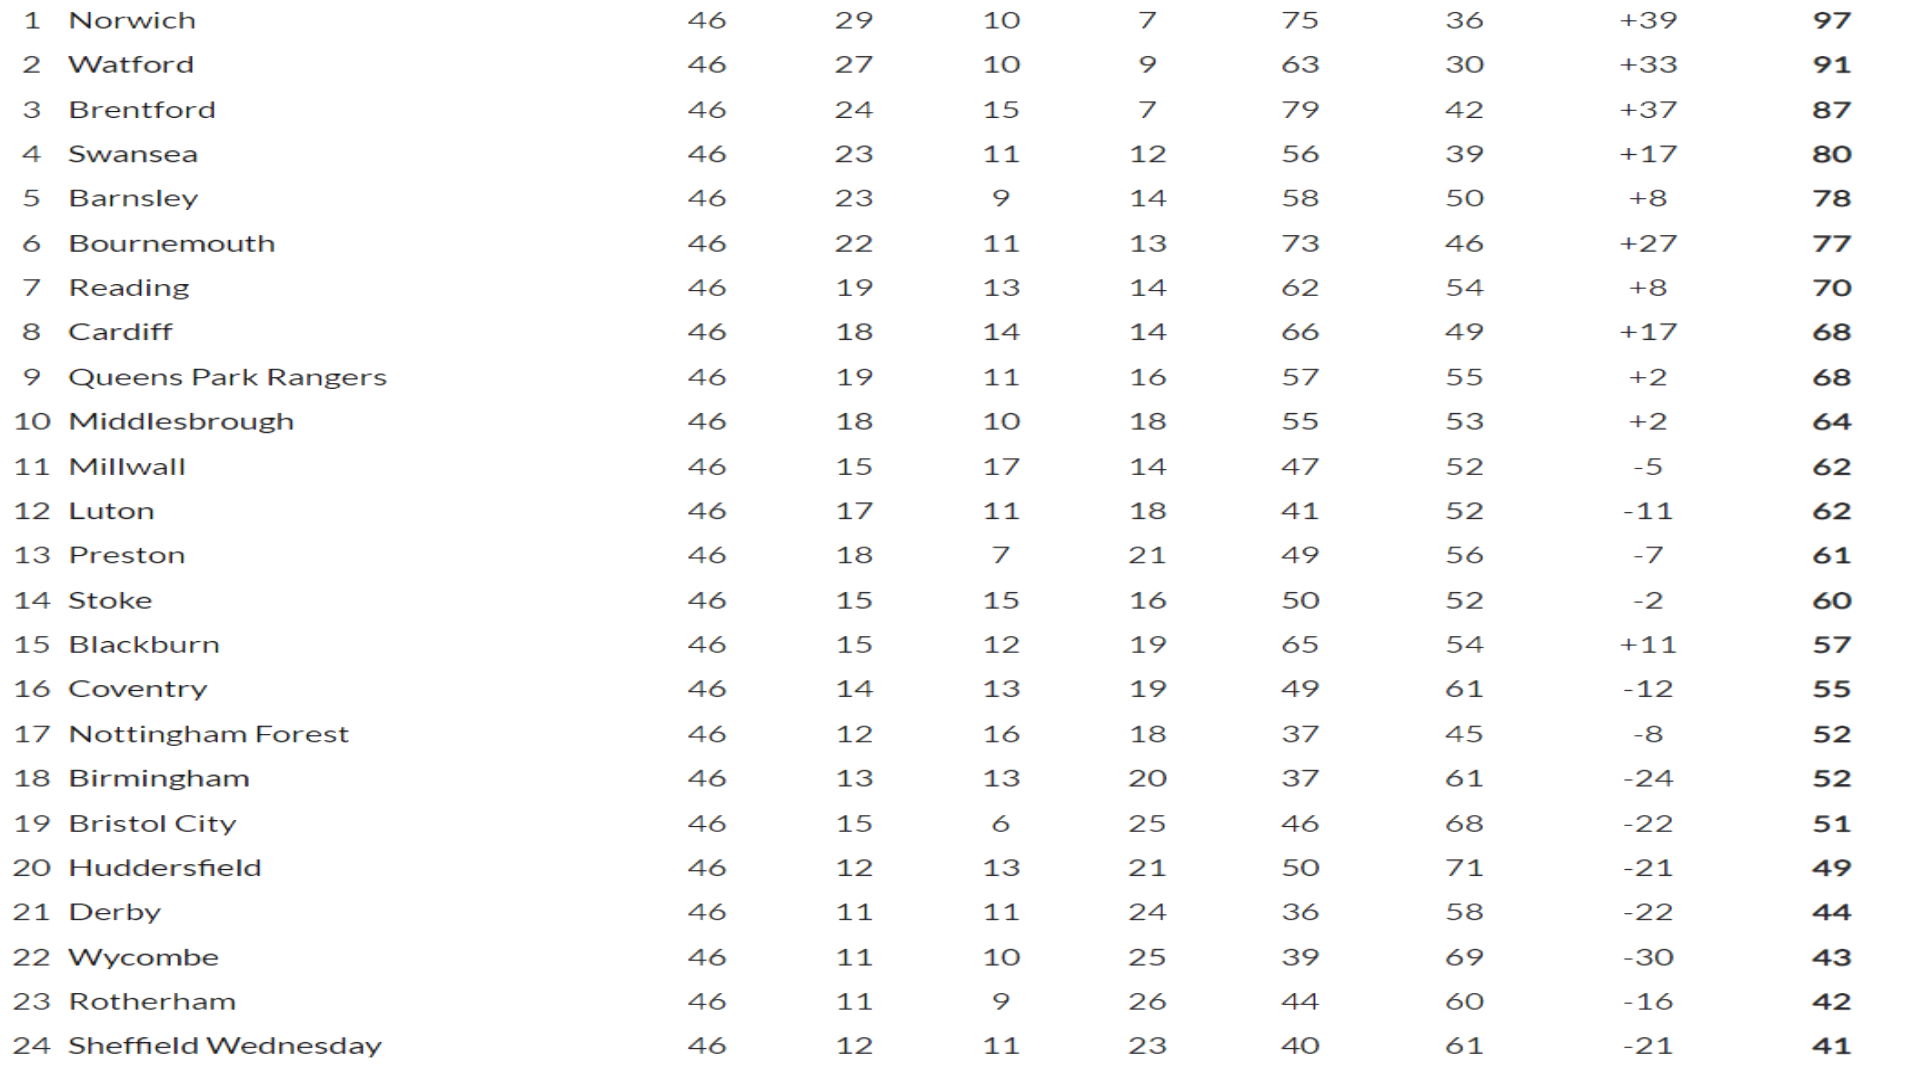 1 Norwich 46 29 10 7 75 36 +39 97
2 Watford 46 27 10 9 63 30 +33 91
3 Brentford 46 24 15 7 79 42 +37 87
4 Swansea 46 23 11 12 56 39 +17 80
5 Barnsley 46 23 9 14 58 50 +8 78
6 Bournemouth 46 22 11 13 73 46 +27 77
7 Reading 46 19 13 14 62 54 +8 70
8 Cardiff 46 18 14 14 66 49 +17 68
9 Queens Park Rangers 46 19 11 16 57 55 +2 68
10 Middlesbrough 46 18 10 18 55 53 +2 64
11 Millwall 46 15 17 14 47 52 -5 62
12 Luton 46 17 11 18 41 52 -11 62
13 Preston 46 18 7 21 49 56 -7 61
14 Stoke 46 15 15 16 50 52 -2 60
15 Blackburn 46 15 12 19 65 54 +11 57
16 Coventry 46 14 13 19 49 61 -12 55
17 Nottingham Forest 46 12 16 18 37 45 -8 52
18 Birmingham 46 13 13 20 37 61 -24 52
19 Bristol City 46 15 6 25 46 68 -22 51
20 Huddersfield 46 12 13 21 50 71 -21 49
21 Derby 46 11 11 24 36 58 -22 44
22 Wycombe 46 11 10 25 39 69 -30 43
23 Rotherham 46 11 9 26 44 60 -16 42
24 Sheffield Wednesday 46 12 11 23 40 61 -21 41